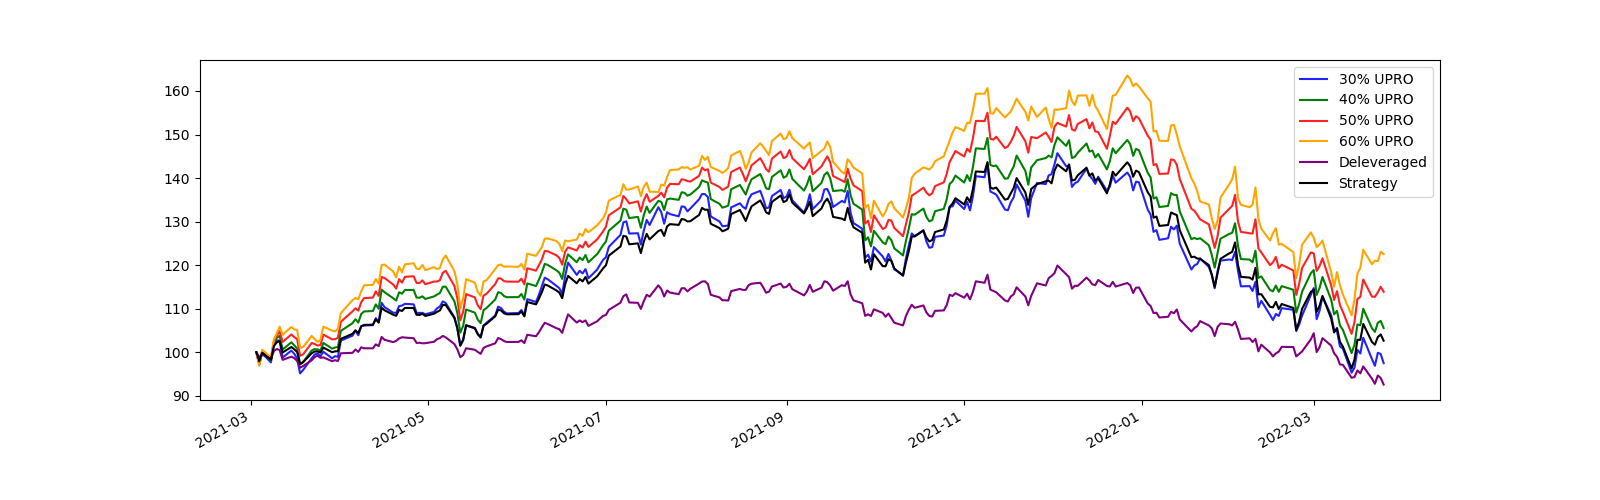 160
150
140
130
120
110
100
90
2021-03
2021-05
2021-07
2021-09
2021-11
2022-01
2022-03
30% UPRO
40% UPRO
50% UPRO
60% UPRO
Deleveraged
Strategy